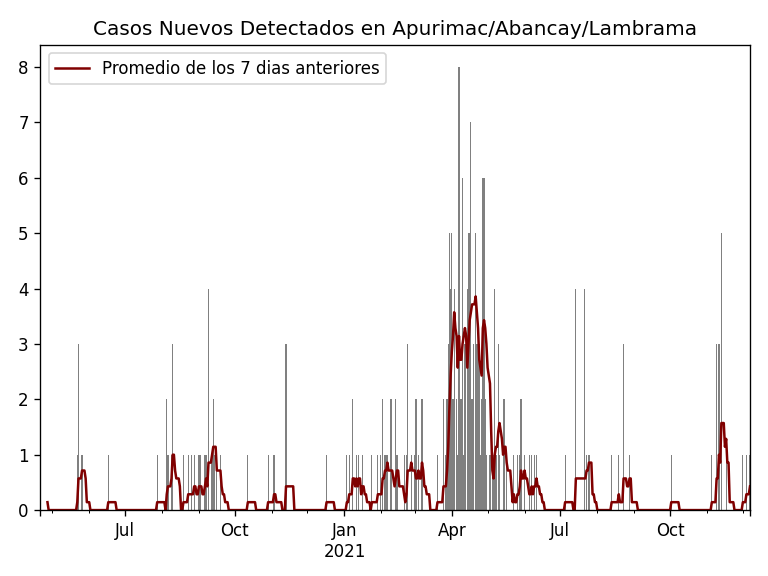 Casos Nuevos Detectados en Apurimac/Abancay/Lambrama
Promedio de los 7 dias anteriores
8
7
6
5
4
3
2
1
0
Jul
Oct
Jan
2021
Apr
Jul
Oct